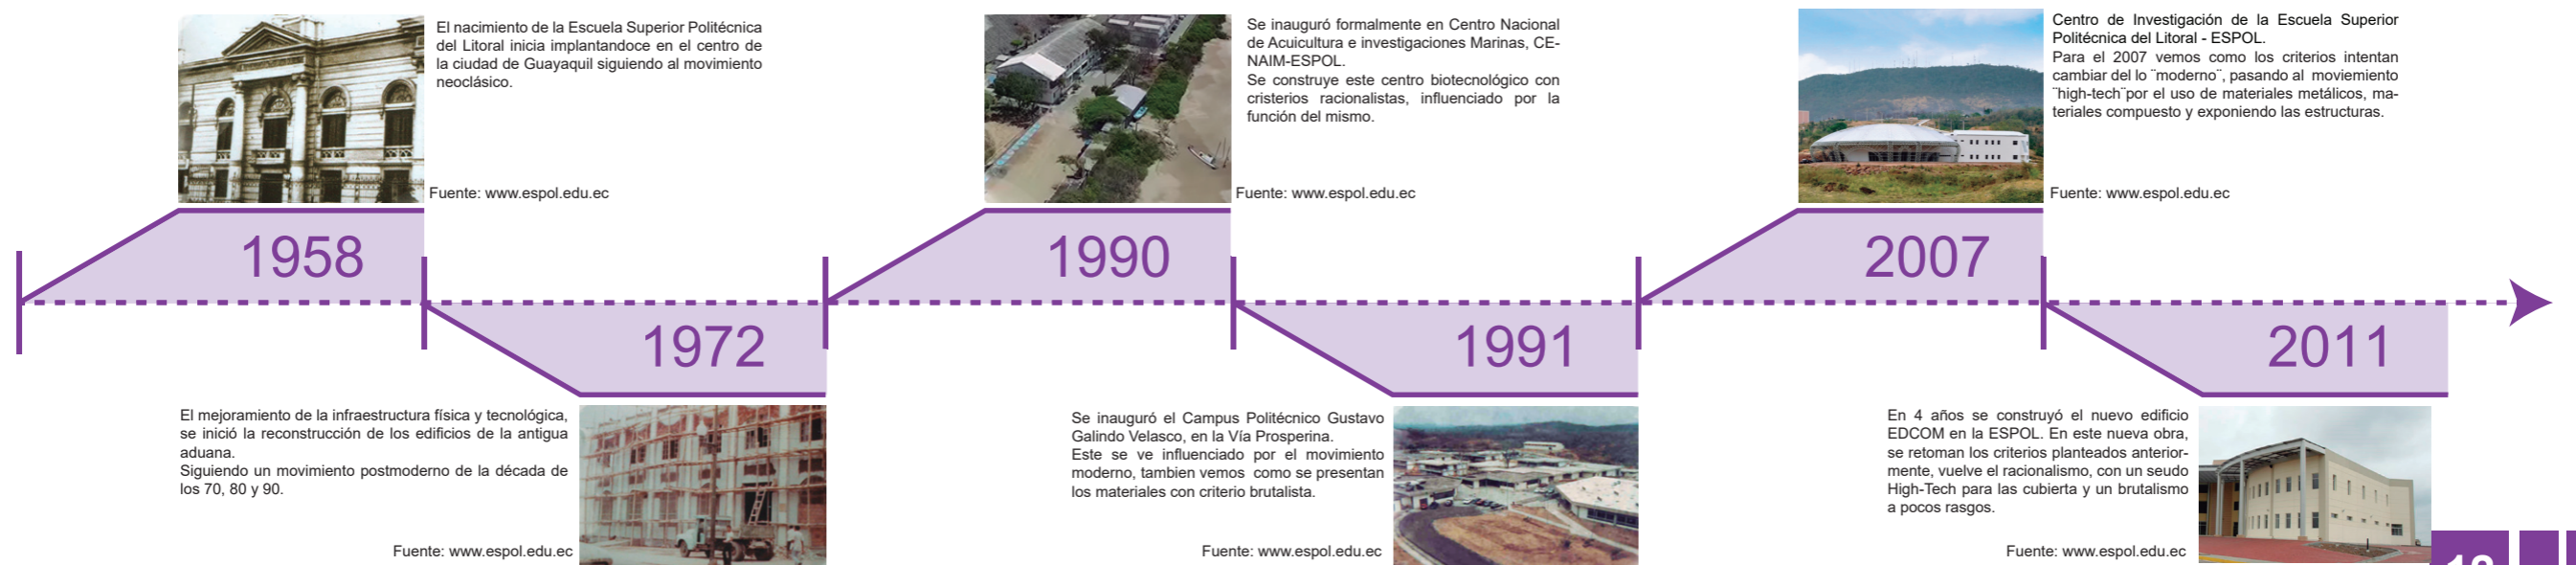 El nacimiento de la Escuela Superior Politécnica
del Litoral inicia implantandoce en el centro de
la ciudad de Guayaquil siguiendo al movimiento
neoclásico.
Fuente: www.espol.edu.ec
1958
1972
El mejoramiento de la infraestructura física y tecnológica,
se inició la reconstrucción de los edificios de la antigua
aduana.
Siguiendo un movimiento postmoderno de la década de
los 70, 80 y 90.
Fuente: www.espol.edu.ec
Se inauguró formalmente en Centro Nacional
de Acuicultura e investigaciones Marinas, CE-
NAIM-ESPOL.
Se construye este centro biotecnológico con
cristerios racionalistas, influenciado por la
función del mismo.
Fuente: www.espol.edu.ec
1990
1991
Se inauguró el Campus Politécnico Gustavo
Galindo Velasco, en la Vía Prosperina.
Este se ve influenciado por el movimiento
moderno, tambien vemos como se presentan
los materiales con criterio brutalista.
Fuente: www.espol.edu.ec
Centro de Investigación de la Escuela Superior
Politécnica del Litoral - ESPOL.
Para el 2007 vemos como los criterios intentan
cambiar del lo ¨moderno¨, pasando al moviemiento
¨high-tech¨por el uso de materiales metálicos, ma-
teriales compuesto y exponiendo las estructuras.
Fuente: www.espol.edu.ec
2007
2011
En 4 años se construyó el nuevo edificio
EDCOM en la ESPOL. En este nueva obra,
se retoman los criterios planteados anterior-
mente, vuelve el racionalismo, con un seudo
High-Tech para las cubierta y un brutalismo
a pocos rasgos.
Fuente: www.espol.edu.ec